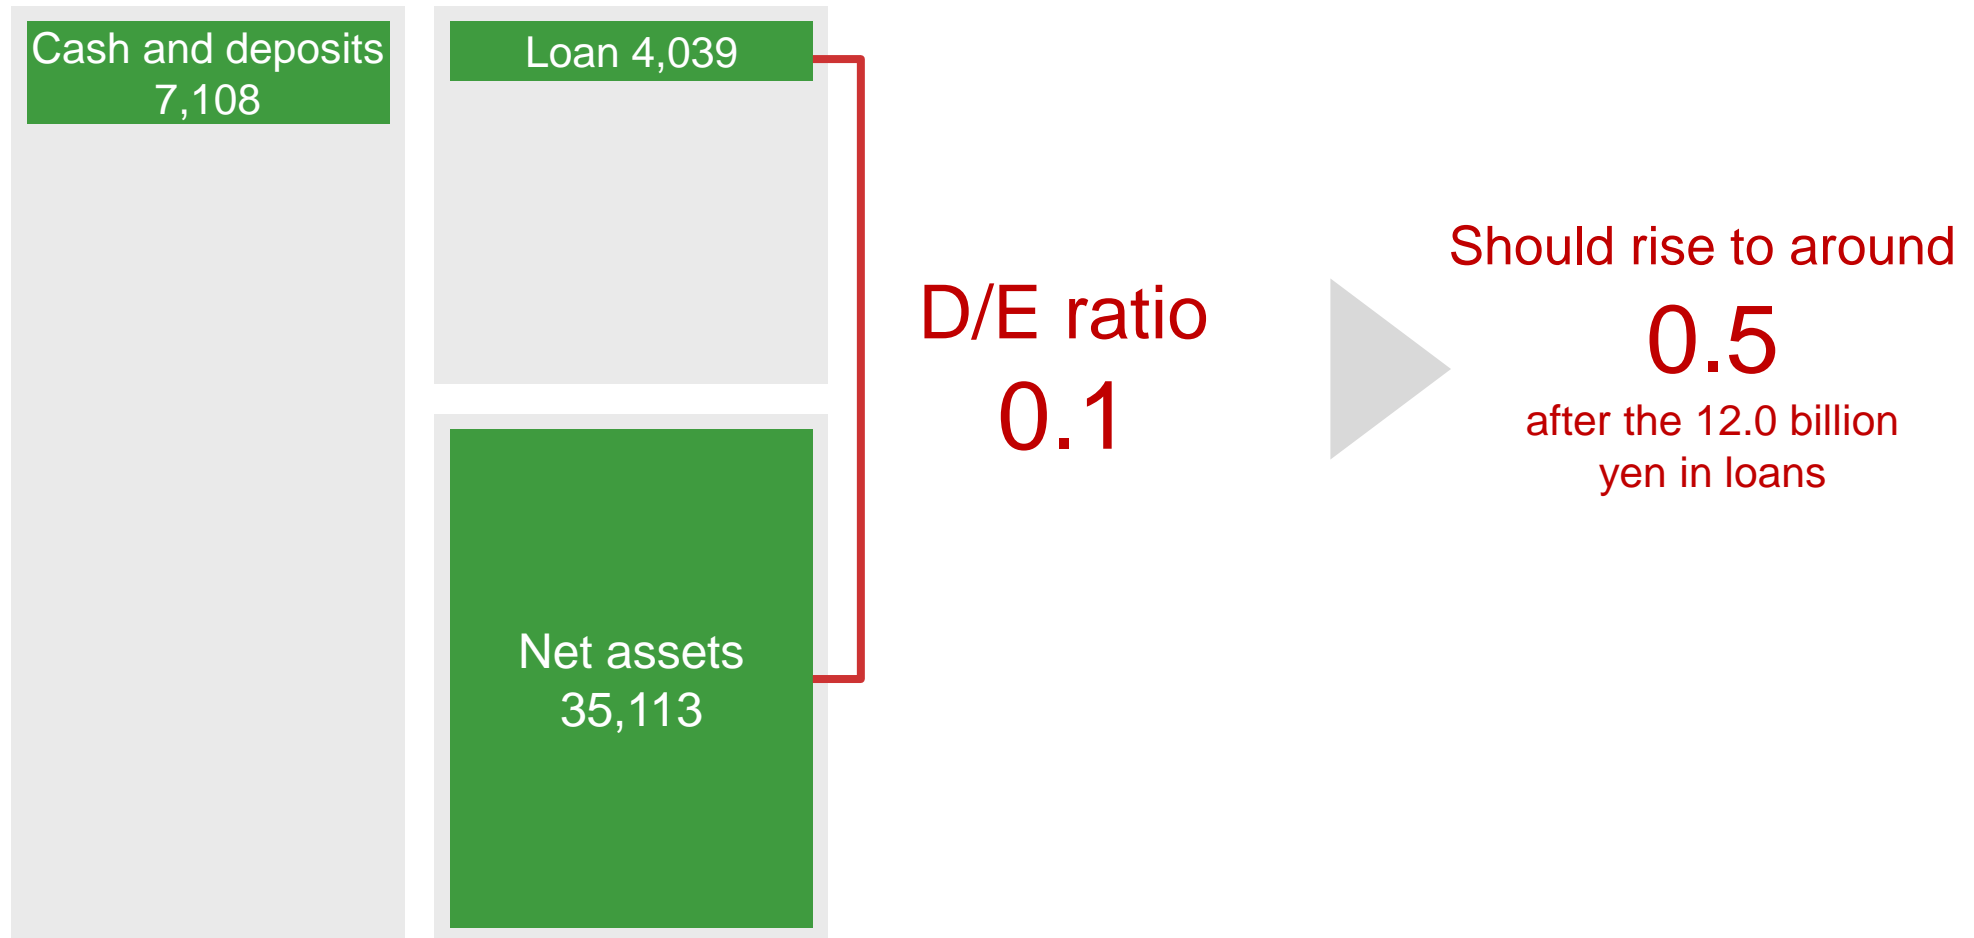 Cash and deposits
7,108
Loan 4,039
Net assets
35,113
D/E ratio
0.1
Should rise to around
0.5
after the 12.0 billion
yen in loans